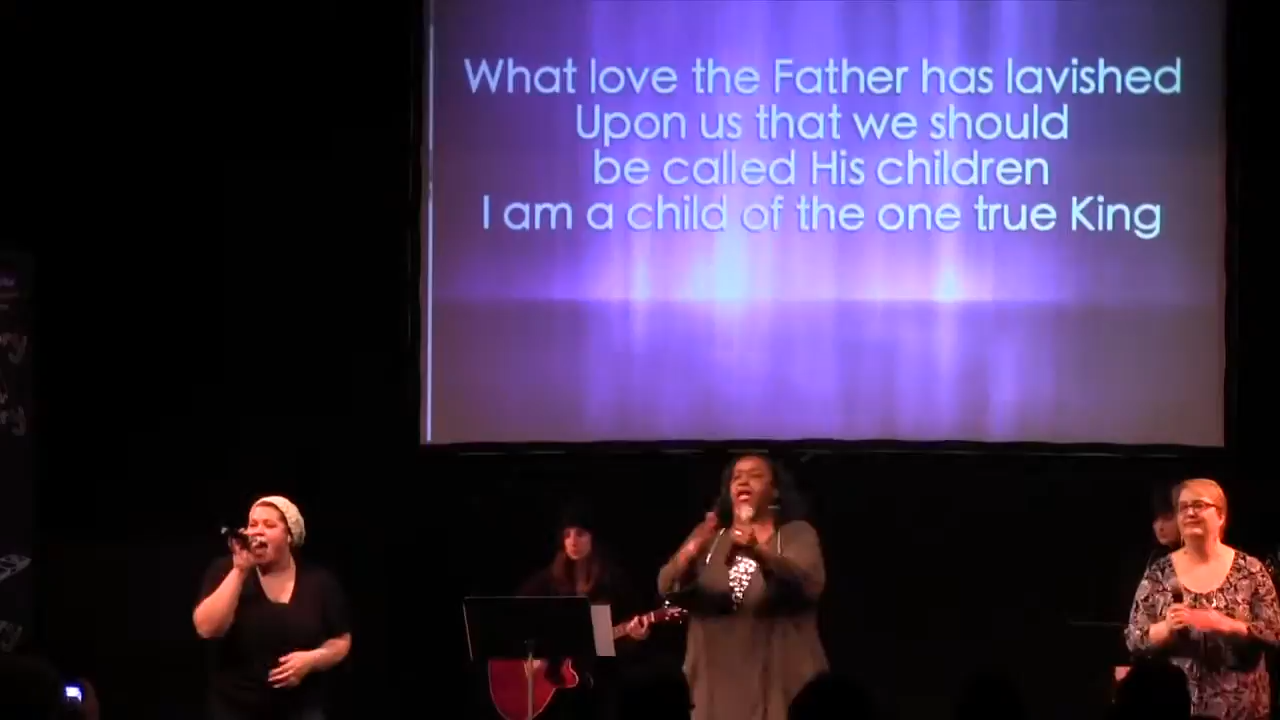 What love the Father has lavished
Upon us that we should
be called His children
I am a child of the one true King